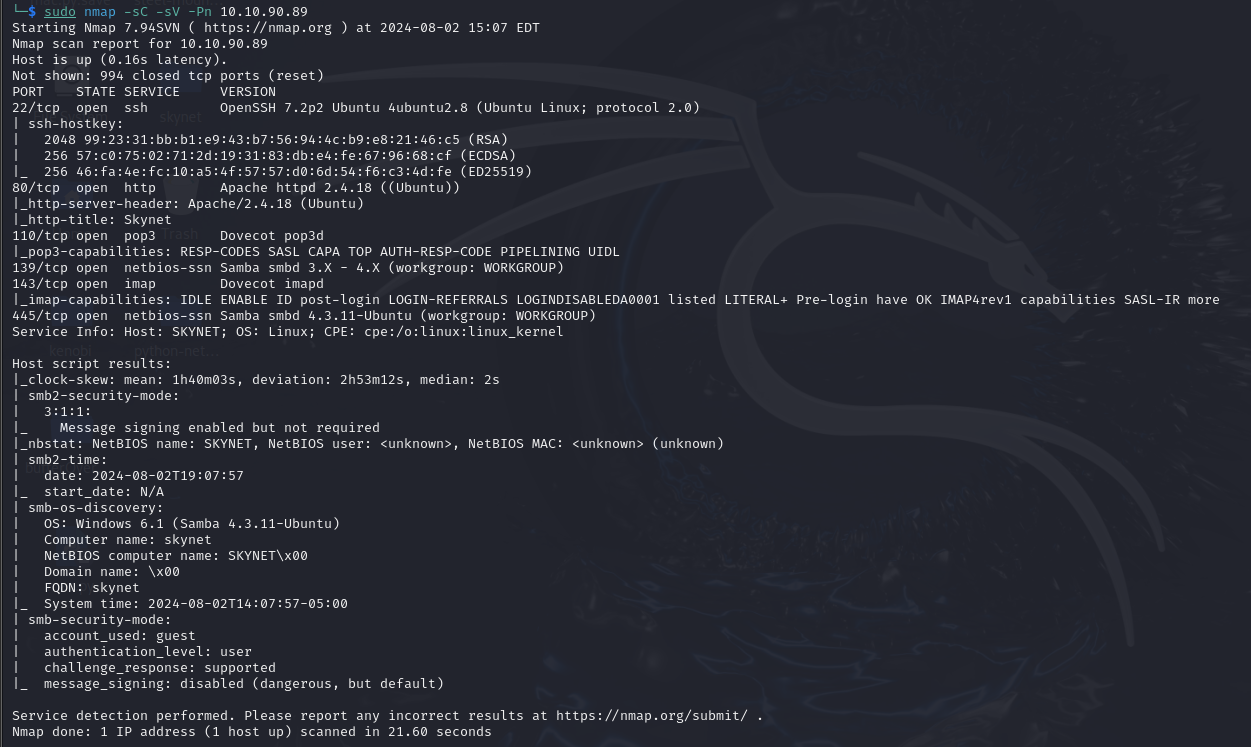 └─$ sudo nmap -sC -sV -Pn 10.10.90.89
Starting Nmap 7.94SVN ( https://nmap.org ) at 2024-08-02 15:07 EDT
Nmap scan report for 10.10.90.89
Host is up (0.16s latency).
Not shown: 994 closed tcp ports (reset)
PORT    STATE SERVICE     VERSION
22/tcp  open  ssh         OpenSSH 7.2p2 Ubuntu 4ubuntu2.8 (Ubuntu Linux; protocol 2.0)
| ssh-hostkey:
|   2048 99:23:31:bb:b1:e9:43:b7:56:94:4c:b9:e8:21:46:c5 (RSA)
|   256 57:c0:75:02:71:2d:19:31:83:db:e4:fe:67:96:68:cf (ECDSA)
|_  256 46:fa:4e:fc:10:a5:4f:57:57:d0:6d:54:f6:c3:4d:fe (ED25519)
80/tcp  open  http        Apache httpd 2.4.18 ((Ubuntu))
|_http-server-header: Apache/2.4.18 (Ubuntu)
|_http-title: Skynet
110/tcp open  pop3        Dovecot pop3d
|_pop3-capabilities: RESP-CODES SASL CAPA TOP AUTH-RESP-CODE PIPELINING UIDL
139/tcp open  netbios-ssn Samba smbd 3.X - 4.X (workgroup: WORKGROUP)
143/tcp open  imap        Dovecot imapd
|_imap-capabilities: IDLE ENABLE ID post-login LOGIN-REFERRALS LOGINDISABLEDA0001 listed LITERAL+ Pre-login have OK IMAP4rev1 capabilities SASL-IR more
445/tcp open  netbios-ssn Samba smbd 4.3.11-Ubuntu (workgroup: WORKGROUP)
Service Info: Host: SKYNET; OS: Linux; CPE: cpe:/o:linux:linux_kernel

Host script results:
|_clock-skew: mean: 1h40m03s, deviation: 2h53m12s, median: 2s
| smb2-security-mode:
|   3:1:1:
|_    Message signing enabled but not required
|_nbstat: NetBIOS name: SKYNET, NetBIOS user: <unknown>, NetBIOS MAC: <unknown> (unknown)
| smb2-time:
|   date: 2024-08-02T19:07:57
|_  start_date: N/A
| smb-os-discovery:
|   OS: Windows 6.1 (Samba 4.3.11-Ubuntu)
|   Computer name: skynet
|   NetBIOS computer name: SKYNET\x00
|   Domain name: \x00
|   FQDN: skynet
|_  System time: 2024-08-02T14:07:57-05:00
| smb-security-mode:
|   account_used: guest
|   authentication_level: user
|   challenge_response: supported
|_  message_signing: disabled (dangerous, but default)

Service detection performed. Please report any incorrect results at https://nmap.org/submit/ .
Nmap done: 1 IP address (1 host up) scanned in 21.60 seconds
skynet
Trash
kenobi
python-net...